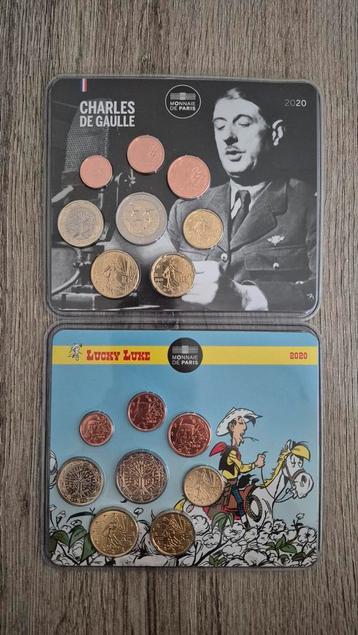 CHARLES
DE GAULLE
MONNAIE
DE PARIS
2020
LUCKY LUKE
MONNAIE
DE PARIS
2020